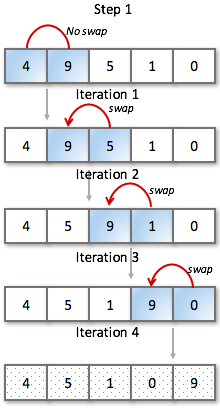 Step 1
No swap
4 9 5 1 0
Iteration 1
swap
4 9 5 1 0
Iteration 2
swap
4 5 9 1 0
Iteration 3
swap
4 5 1 9 0
Iteration 4
4 5 1 0 9